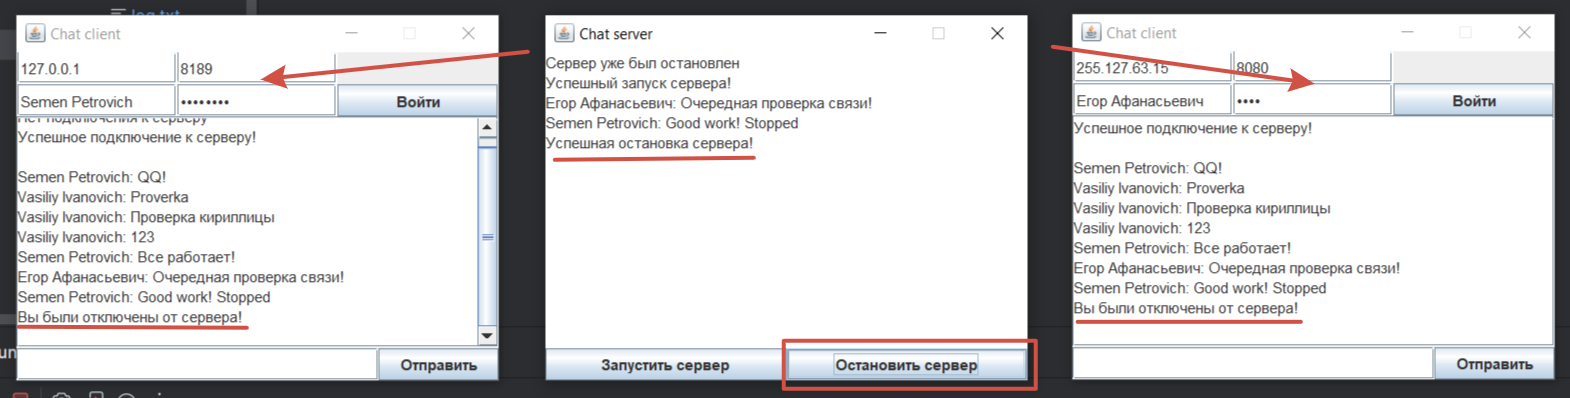 log.txt
Chat client
127.0.0.1
8189
Semen Petrovich
••••••••
Войти
Нет подключения к серверу
Успешное подключение к серверу!
Semen Petrovich: QQ!
Vasiliy Ivanovich: Proverka
Vasiliy Ivanovich: Проверка кириллицы
Vasiliy Ivanovich: 123
Semen Petrovich: Все работает!
Егор Афанасьевич: Очередная проверка связи!
Semen Petrovich: Good work! Stopped
Вы были отключены от сервера!
Отправить
Chat server
Сервер уже был остановлен
Успешный запуск сервера!
Егор Афанасьевич: Очередная проверка связи!
Semen Petrovich: Good work! Stopped
Успешная остановка сервера!
Запустить сервер
Остановить сервер
Chat client
255.127.63.15
8080
Егор Афанасьевич
••••
Войти
Успешное подключение к серверу!
Semen Petrovich: QQ!
Vasiliy Ivanovich: Proverka
Vasiliy Ivanovich: Проверка кириллицы
Vasiliy Ivanovich: 123
Semen Petrovich: Все работает!
Егор Афанасьевич: Очередная проверка связи!
Semen Petrovich: Good work! Stopped
Вы были отключены от сервера!
Отправить